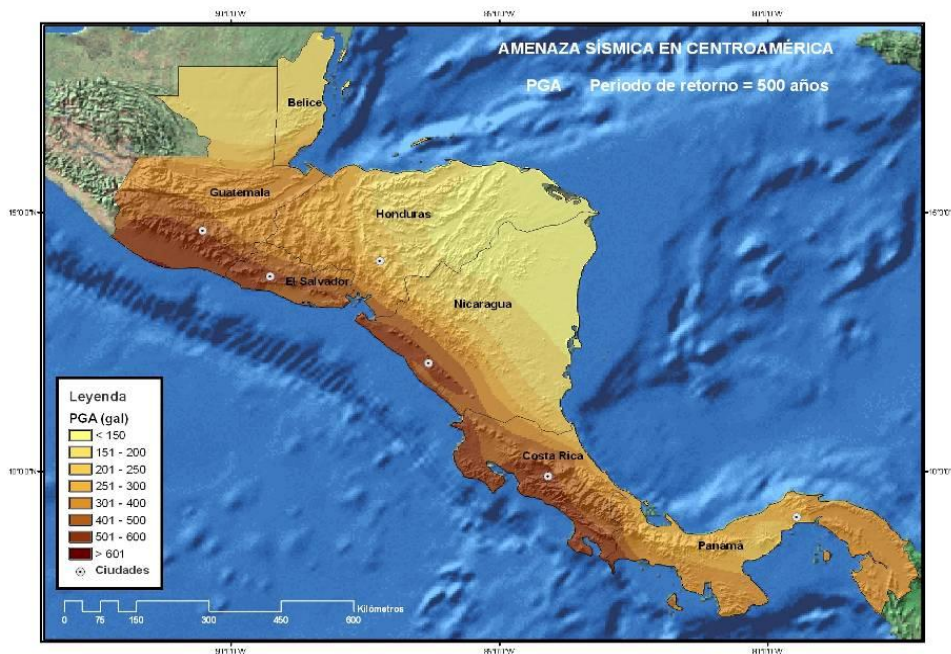 AMENAZA SÍSMICA EN CENTROAMÉRICA
PGA Periodo de retorno = 500 años
Belice
Guatemala
Honduras
El Salvador
Nicaragua
Costa Rica
Panamá
Leyenda
PGA (gal)
< 150
151 - 200
201 - 250
251 - 300
301 - 400
401 - 500
501 - 600
> 601
Ciudades
0 75 150 300 450 600
Kilómetros